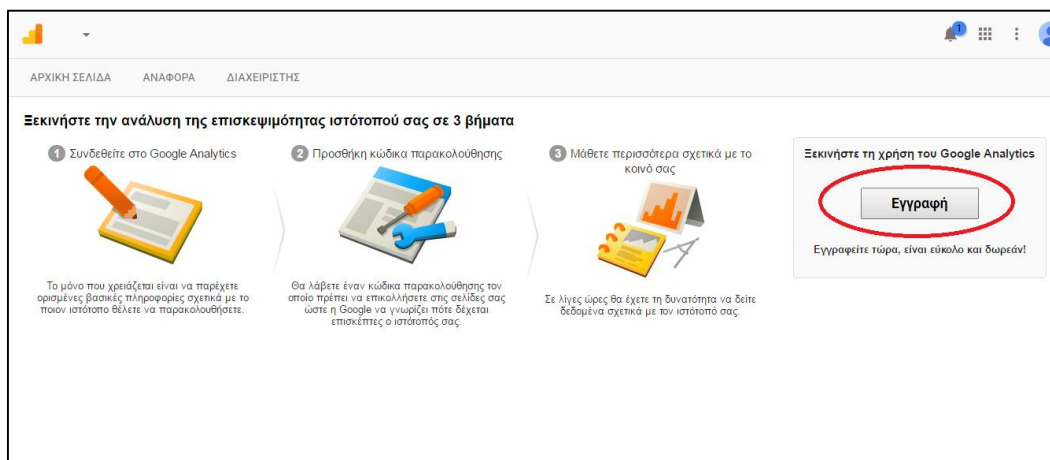 1
ΑΡΧΙΚΗ ΣΕΛΙΔΑ ΑΝΑΦΟΡΑ ΔΙΑΧΕΙΡΙΣΤΗΣ
Ξεκινήστε την ανάλυση της επισκεψιμότητας ιστότοπού σας σε 3 βήματα
1 Συνδεθείτε στο Google Analytics
Το μόνο που χρειάζεται είναι να παρέχετε
ορισμένες βασικές πληροφορίες σχετικά με το
ποιον ιστότοπο θέλετε να παρακολουθήσετε.
2 Προσθήκη κώδικα παρακολούθησης
Θα λάβετε έναν κώδικα παρακολούθησης τον
οποίο πρέπει να επικολλήσετε στις σελίδες σας
ώστε η Google να γνωρίζει πότε δέχεται
επισκέπτες ο ιστότοπός σας.
3 Μάθετε περισσότερα σχετικά με το
κοινό σας
Σε λίγες ώρες θα έχετε τη δυνατότητα να δείτε
δεδομένα σχετικά με τον ιστότοπό σας.
Ξεκινήστε τη χρήση του Google Analytics
Εγγραφή
Εγγραφείτε τώρα, είναι εύκολο και δωρεάν!